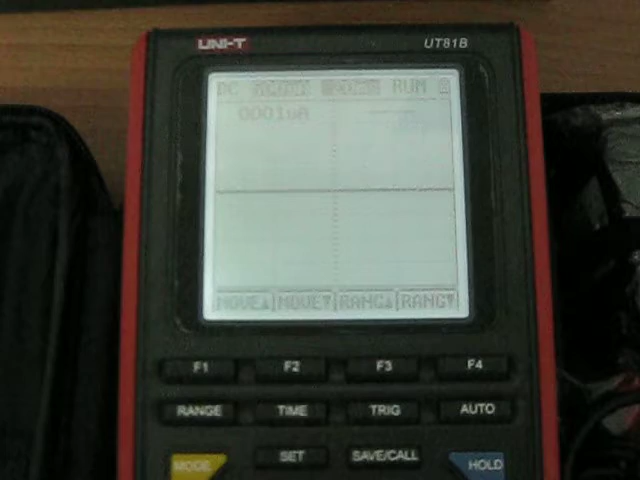 UNI-T UT81B
DC RUN
0001uA
MOVE▲ MOVE▼ RANG▲ RANG▼
F1 F2 F3 F4
RANGE TIME TRIG AUTO
MODE SET SAVE/CALL HOLD